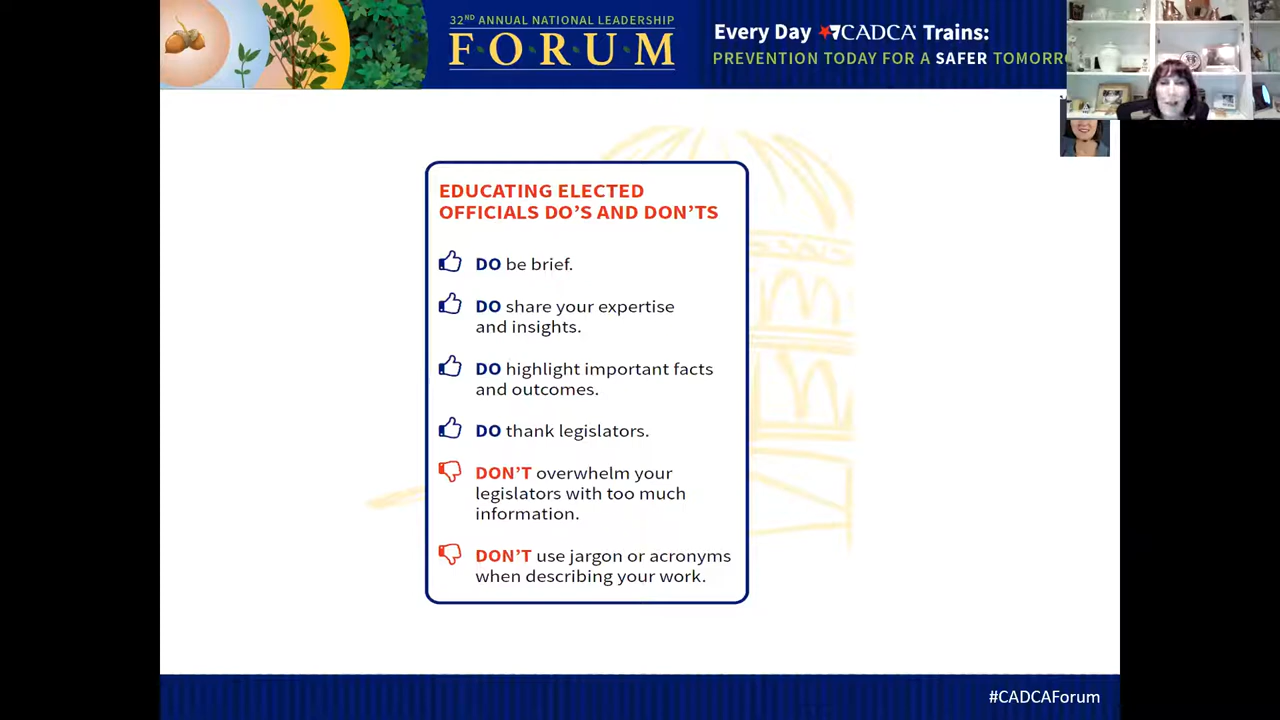 32ND ANNUAL NATIONAL LEADERSHIP
FORUM
Every Day CADCA Trains:
PREVENTION TODAY FOR A SAFER TOMORR
EDUCATING ELECTED
OFFICIALS DO'S AND DON'TS
DO be brief.
DO share your expertise
and insights.
DO highlight important facts
and outcomes.
DO thank legislators.
DON'T overwhelm your
legislators with too much
information.
DON'T use jargon or acronyms
when describing your work.
#CADCAForum